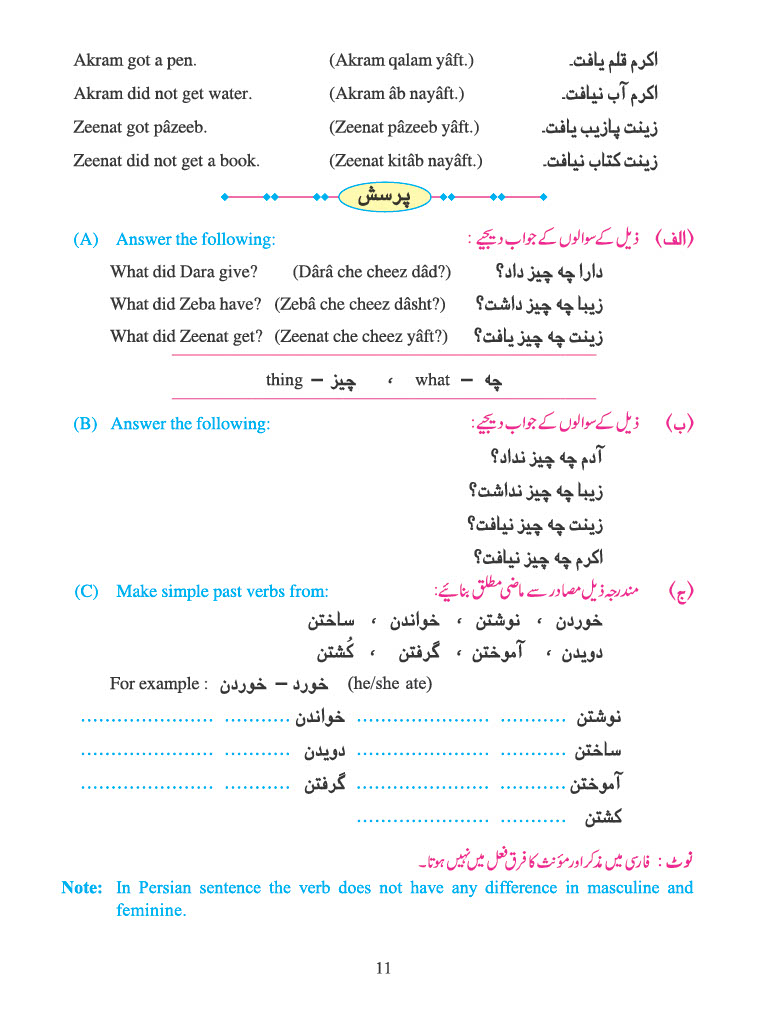 Akram got a pen. (Akram qalam yâft.) اکرم قلم یافت۔
Akram did not get water. (Akram âb nayâft.) اکرم آب نیافت۔
Zeenat got pâzeeb. (Zeenat pâzeeb yâft.) زینت پازیب یافت۔
Zeenat did not get a book. (Zeenat kitâb nayâft.) زینت کتاب نیافت۔
پرسش
(A) Answer the following: (الف) ذیل کے سوالوں کے جواب دیجیے :
What did Dara give? (Dârâ che cheez dâd?) دارا چه چیز داد؟
What did Zeba have? (Zebâ che cheez dâsht?) زیبا چه چیز داشت؟
What did Zeenat get? (Zeenat che cheez yâft?) زینت چه چیز یافت؟
چه – what ، چیز – thing
(B) Answer the following: (ب) ذیل کے سوالوں کے جواب دیجیے :
آدم چه چیز نداد؟
زیبا چه چیز نداشت؟
زینت چه چیز نیافت؟
اکرم چه چیز نیافت؟
(C) Make simple past verbs from: (ج) مندرجہ ذیل مصادر سے ماضی مطلق بنائیے:
خوردن ، نوشتن ، خواندن ، ساختن
دویدن ، آموختن ، گرفتن ، کُشتن
For example : خوردن – خورد (he/she ate)
نوشتن ........... ...................... خواندن ........... ......................
ساختن ........... ...................... دویدن ........... ......................
آموختن ........... ...................... گرفتن ........... ......................
کشتن ........... ......................
نوٹ : فارسی میں مذکر اور مؤنث کا فرق فعل میں نہیں ہوتا۔
Note: In Persian sentence the verb does not have any difference in masculine and
feminine.
11